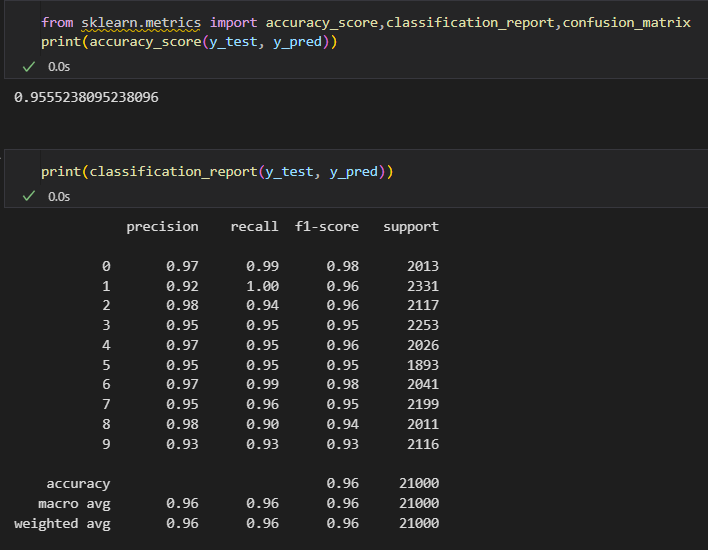 from sklearn.metrics import accuracy_score,classification_report,confusion_matrix
print(accuracy_score(y_test, y_pred))
0.0s
0.9555238095238096
print(classification_report(y_test, y_pred))
0.0s
precision recall f1-score support
0 0.97 0.99 0.98 2013
1 0.92 1.00 0.96 2331
2 0.98 0.94 0.96 2117
3 0.95 0.95 0.95 2253
4 0.97 0.95 0.96 2026
5 0.95 0.95 0.95 1893
6 0.97 0.99 0.98 2041
7 0.95 0.96 0.95 2199
8 0.98 0.90 0.94 2011
9 0.93 0.93 0.93 2116
accuracy 0.96 21000
macro avg 0.96 0.96 0.96 21000
weighted avg 0.96 0.96 0.96 21000